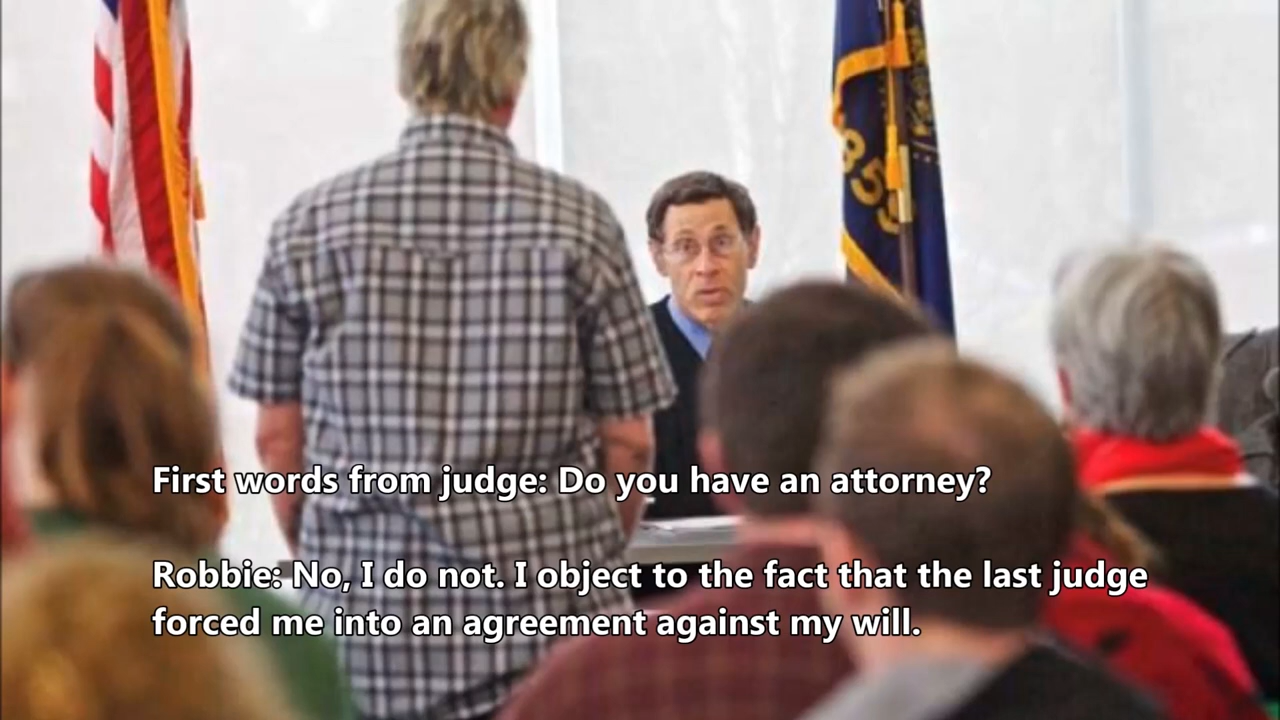 859
First words from judge: Do you have an attorney?
Robbie: No, I do not. I object to the fact that the last judge
forced me into an agreement against my will.